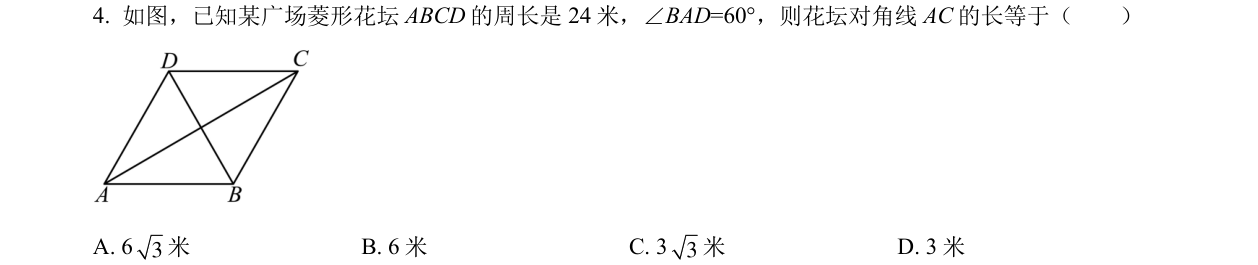 4. 如图，已知某广场菱形花坛 ABCD 的周长是 24 米，∠BAD=60°，则花坛对角线 AC 的长等于（　　）
D
C
A
B
A. 6√3 米　　B. 6 米　　C. 3√3 米　　D. 3 米